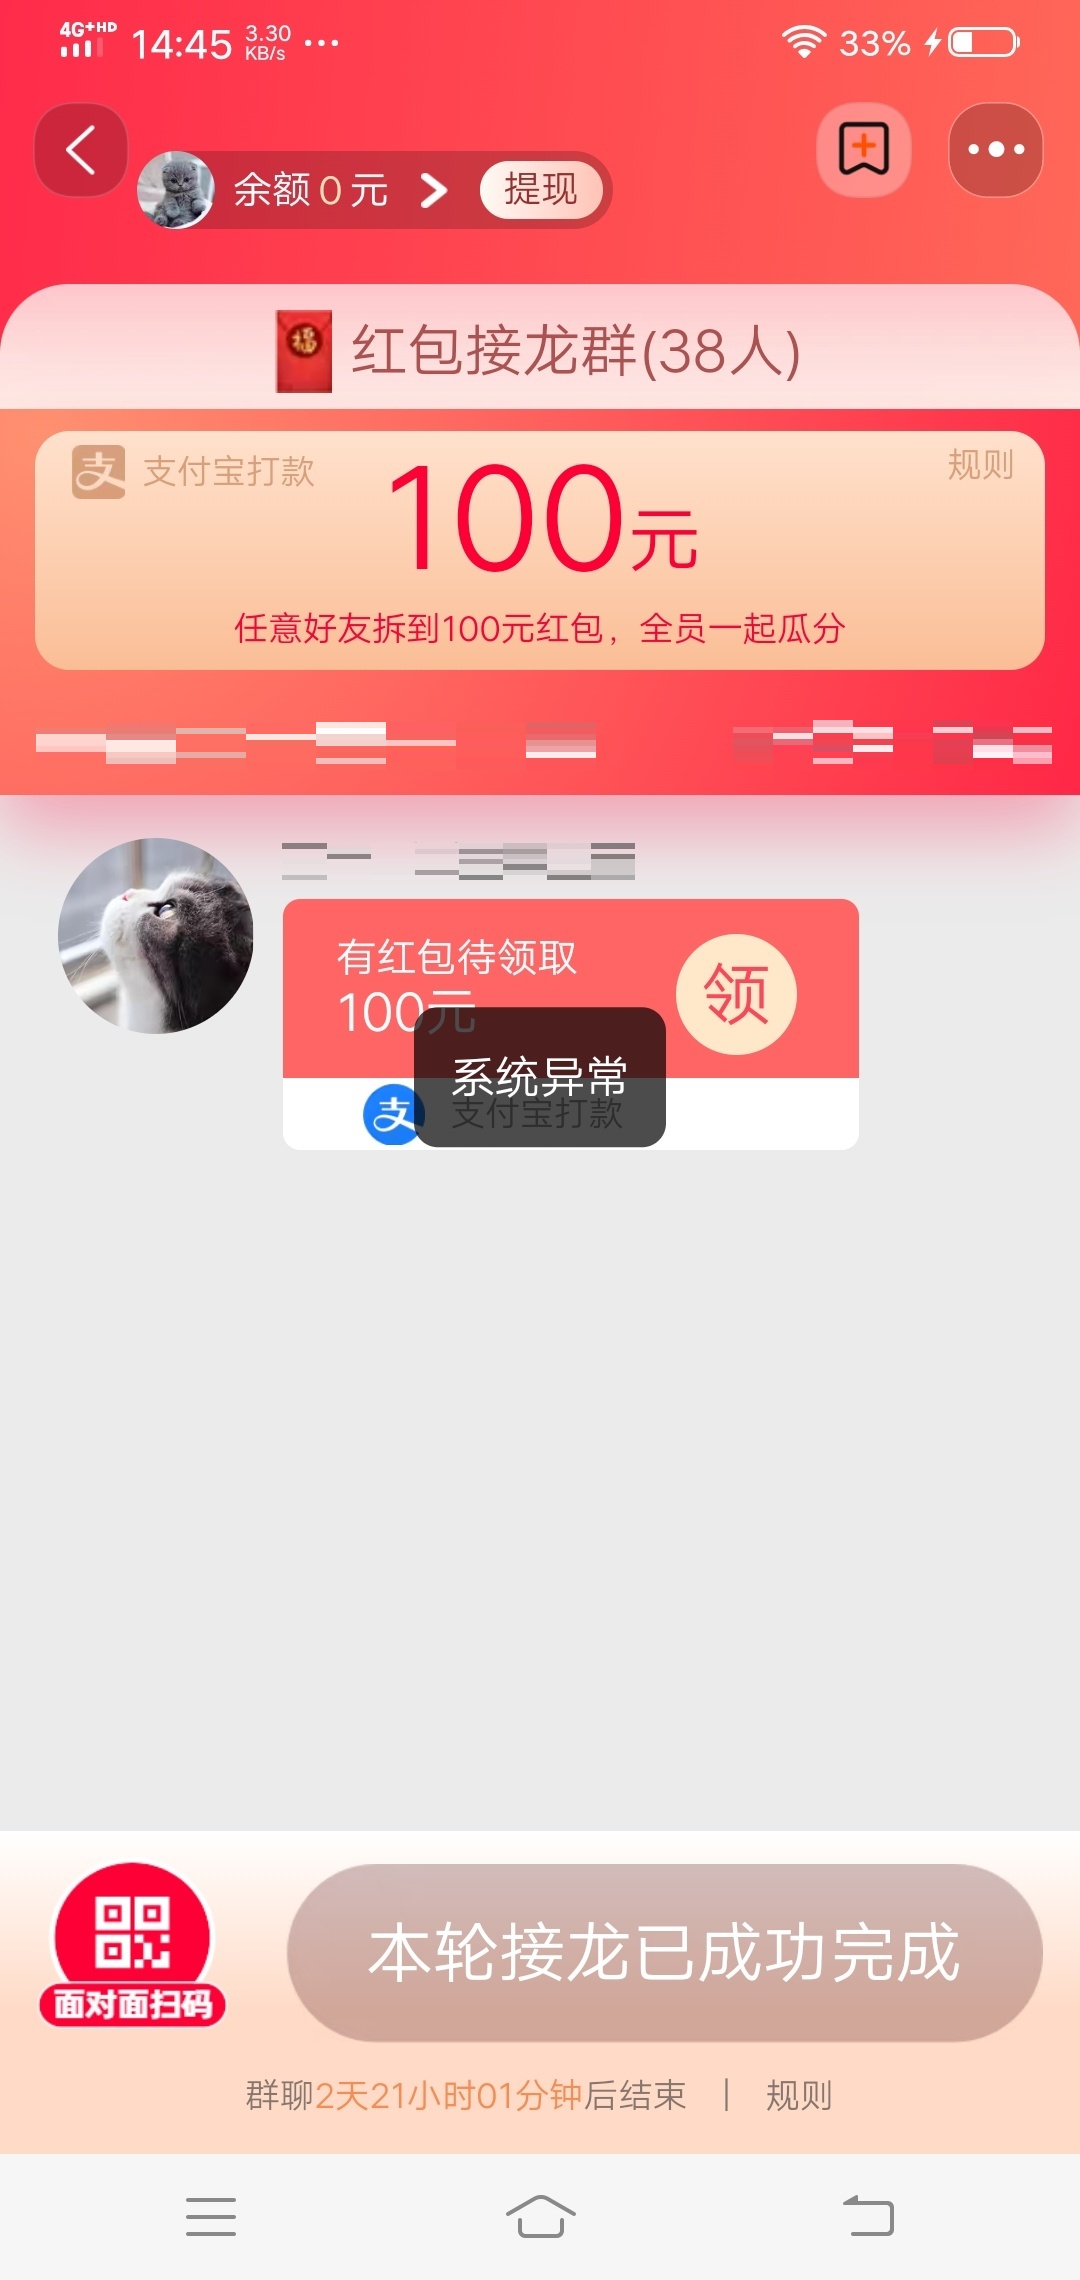 4G+HD 14:45 3.30 KB/s 33%
余额0元 提现
福 红包接龙群(38人)
支 支付宝打款 规则
100元
任意好友拆到100元红包，全员一起瓜分
有红包待领取
100元
领
系统异常
支 支付宝打款
本轮接龙已成功完成
面对面扫码
群聊2天21小时01分钟后结束 | 规则